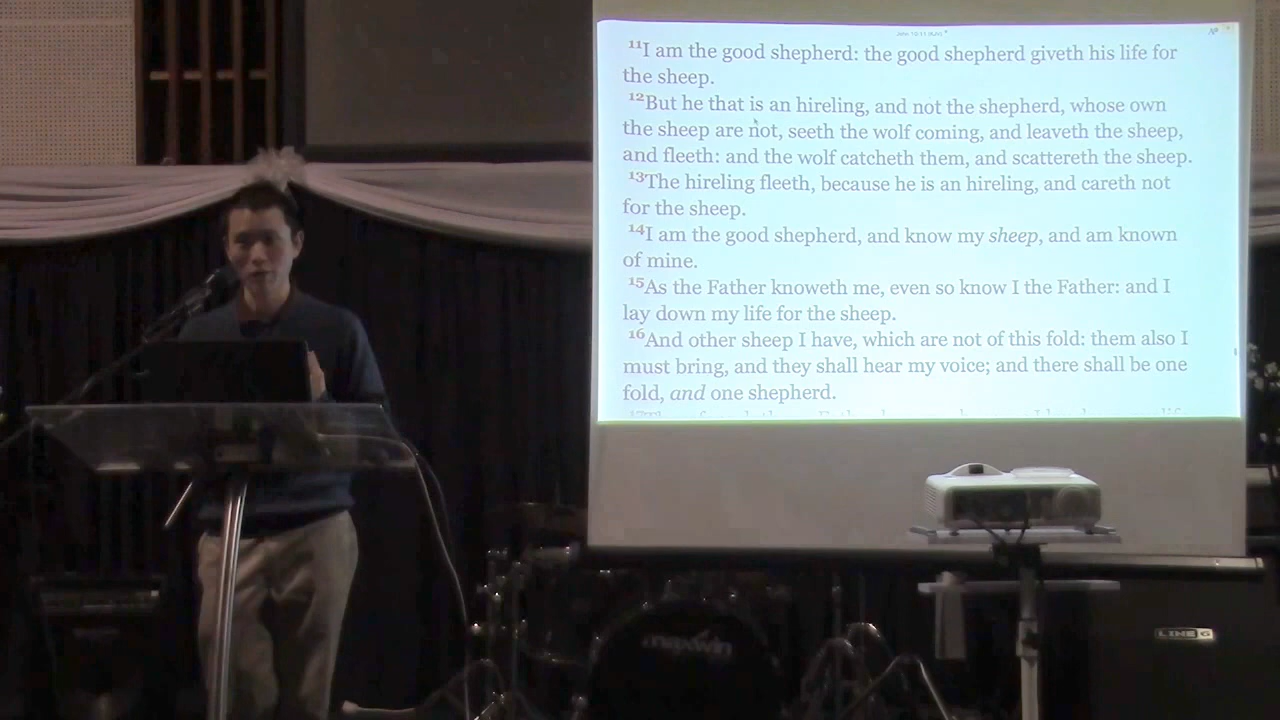 John 10:11 (KJV)
¹¹I am the good shepherd: the good shepherd giveth his life for
the sheep.
¹²But he that is an hireling, and not the shepherd, whose own
the sheep are not, seeth the wolf coming, and leaveth the sheep,
and fleeth: and the wolf catcheth them, and scattereth the sheep.
¹³The hireling fleeth, because he is an hireling, and careth not
for the sheep.
¹⁴I am the good shepherd, and know my sheep, and am known
of mine.
¹⁵As the Father knoweth me, even so know I the Father: and I
lay down my life for the sheep.
¹⁶And other sheep I have, which are not of this fold: them also I
must bring, and they shall hear my voice; and there shall be one
fold, and one shepherd.
LINE 6